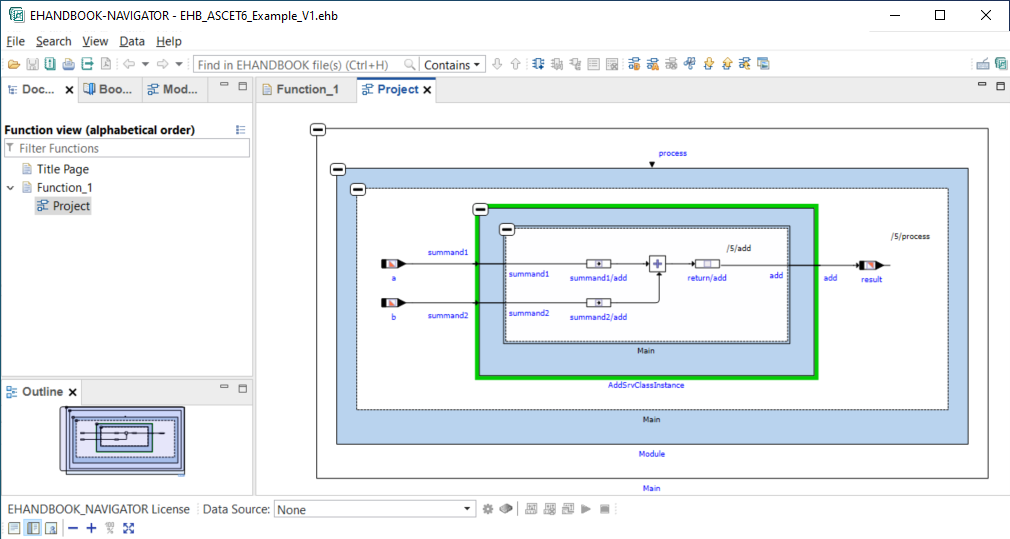 EHANDBOOK-NAVIGATOR - EHB_ASCET6_Example_V1.ehb
File Search View Data Help
Find in EHANDBOOK file(s) (Ctrl+H) Contains
Doc... Boo... Mod... Function_1 Project
Function view (alphabetical order)
Filter Functions
Title Page
Function_1
Project
process
/5/process
/5/add
summand1
summand1
a
summand1/add
return/add
add
add
result
summand2
summand2
b
summand2/add
Main
AddSrvClassInstance
Main
Module
Main
Outline
EHANDBOOK_NAVIGATOR License Data Source: None